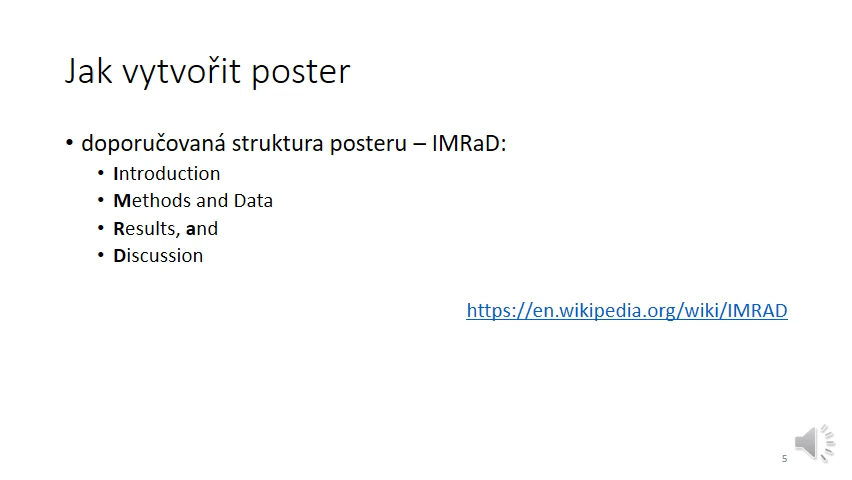 Jak vytvořit poster
• doporučovaná struktura posteru – IMRaD:
• Introduction
• Methods and Data
• Results, and
• Discussion
https://en.wikipedia.org/wiki/IMRAD
5